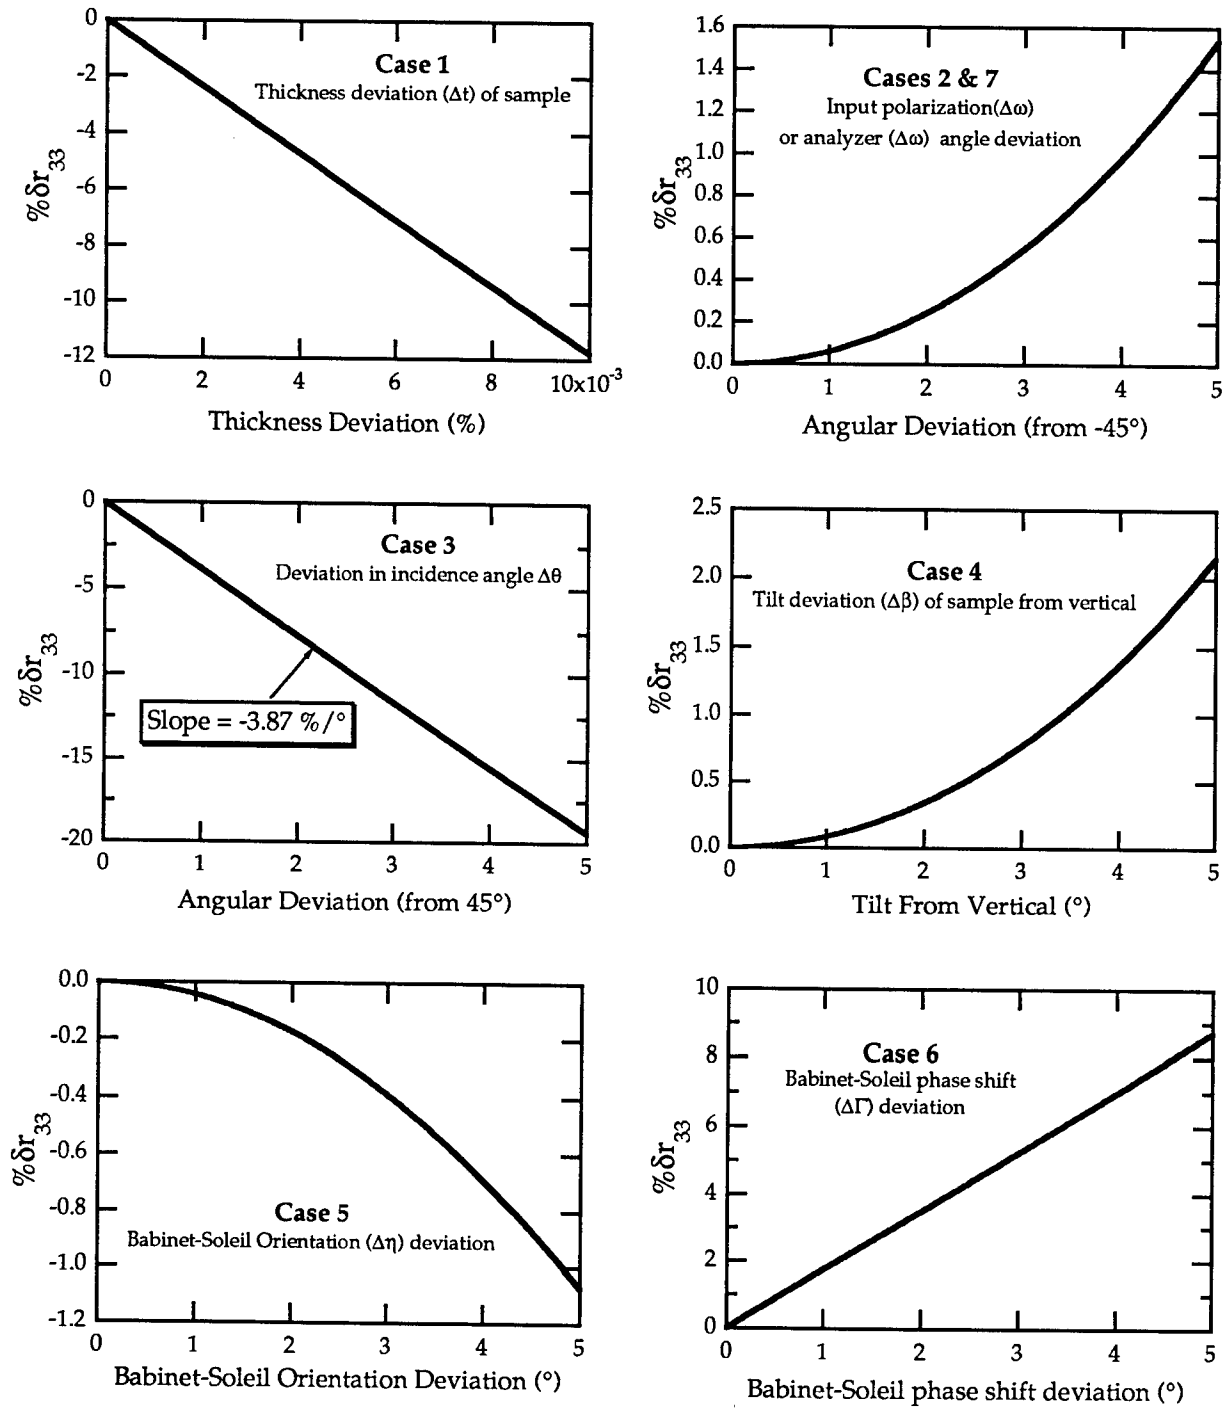 Case 1
Thickness deviation (Δt) of sample
0
-2
-4
-6
-8
-10
-12
%δr33
0 2 4 6 8 10x10-3
Thickness Deviation (%)
Cases 2 & 7
Input polarization(Δω)
or analyzer (Δω) angle deviation
1.6
1.4
1.2
1.0
0.8
0.6
0.4
0.2
0.0
%δr33
0 1 2 3 4 5
Angular Deviation (from -45°)
Case 3
Deviation in incidence angle Δθ
0
-5
-10
-15
-20
%δr33
Slope = -3.87 %/°
0 1 2 3 4 5
Angular Deviation (from 45°)
Case 4
Tilt deviation (Δβ) of sample from vertical
2.5
2.0
1.5
1.0
0.5
0.0
%δr33
0 1 2 3 4 5
Tilt From Vertical (°)
0.0
-0.2
-0.4
-0.6
-0.8
-1.0
-1.2
%δr33
Case 5
Babinet-Soleil Orientation (Δη) deviation
0 1 2 3 4 5
Babinet-Soleil Orientation Deviation (°)
Case 6
Babinet-Soleil phase shift
(ΔΓ) deviation
10
8
6
4
2
0
%δr33
0 1 2 3 4 5
Babinet-Soleil phase shift deviation (°)